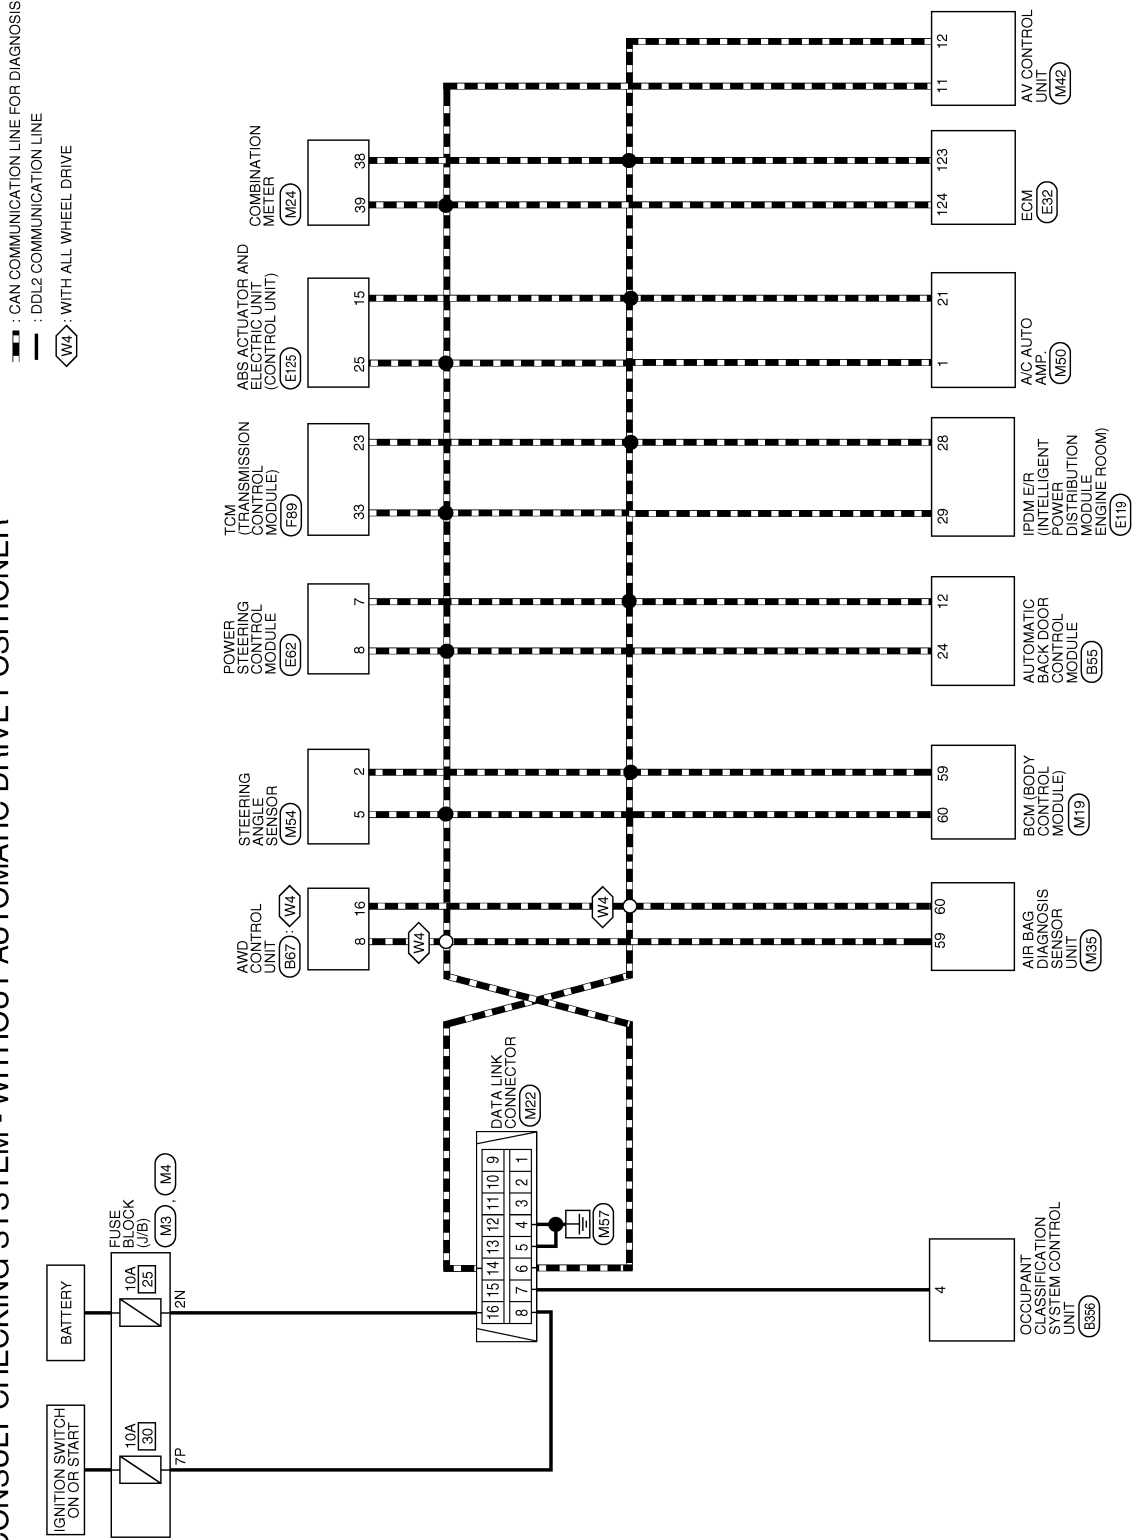 CONSULT CHECKING SYSTEM - WITHOUT AUTOMATIC DRIVE POSITIONER
: CAN COMMUNICATION LINE FOR DIAGNOSIS
: DDL2 COMMUNICATION LINE
W4 : WITH ALL WHEEL DRIVE
IGNITION SWITCH
ON OR START
BATTERY
FUSE
BLOCK
(J/B)
M3 , M4
10A
30
7P
10A
25
2N
AWD
CONTROL
UNIT
B67 : W4
8 16
W4
W4
STEERING
ANGLE
SENSOR
M54
5 2
POWER
STEERING
CONTROL
MODULE
E62
8 7
TCM
(TRANSMISSION
CONTROL
MODULE)
F89
33 23
ABS ACTUATOR AND
ELECTRIC UNIT
(CONTROL UNIT)
E125
25 15
COMBINATION
METER
M24
39 38
DATA LINK
CONNECTOR
M22
16 15 14 13 12 11 10 9
8 7 6 5 4 3 2 1
M57
4
OCCUPANT
CLASSIFICATION
SYSTEM CONTROL
UNIT
B356
59 60
AIR BAG
DIAGNOSIS
SENSOR
UNIT
M35
60 59
BCM (BODY
CONTROL
MODULE)
M19
24 12
AUTOMATIC
BACK DOOR
CONTROL
MODULE
B55
29 28
IPDM E/R
(INTELLIGENT
POWER
DISTRIBUTION
MODULE
ENGINE ROOM)
E119
1 21
A/C AUTO
AMP.
M50
124 123
ECM
E32
11 12
AV CONTROL
UNIT
M42